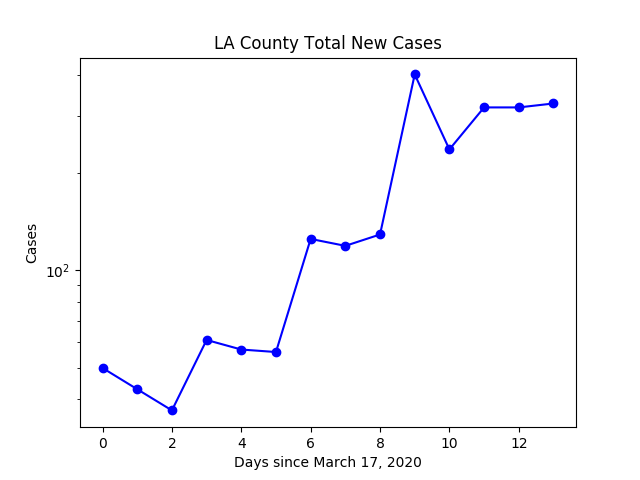 LA County Total New Cases
Cases
10²
0 2 4 6 8 10 12
Days since March 17, 2020